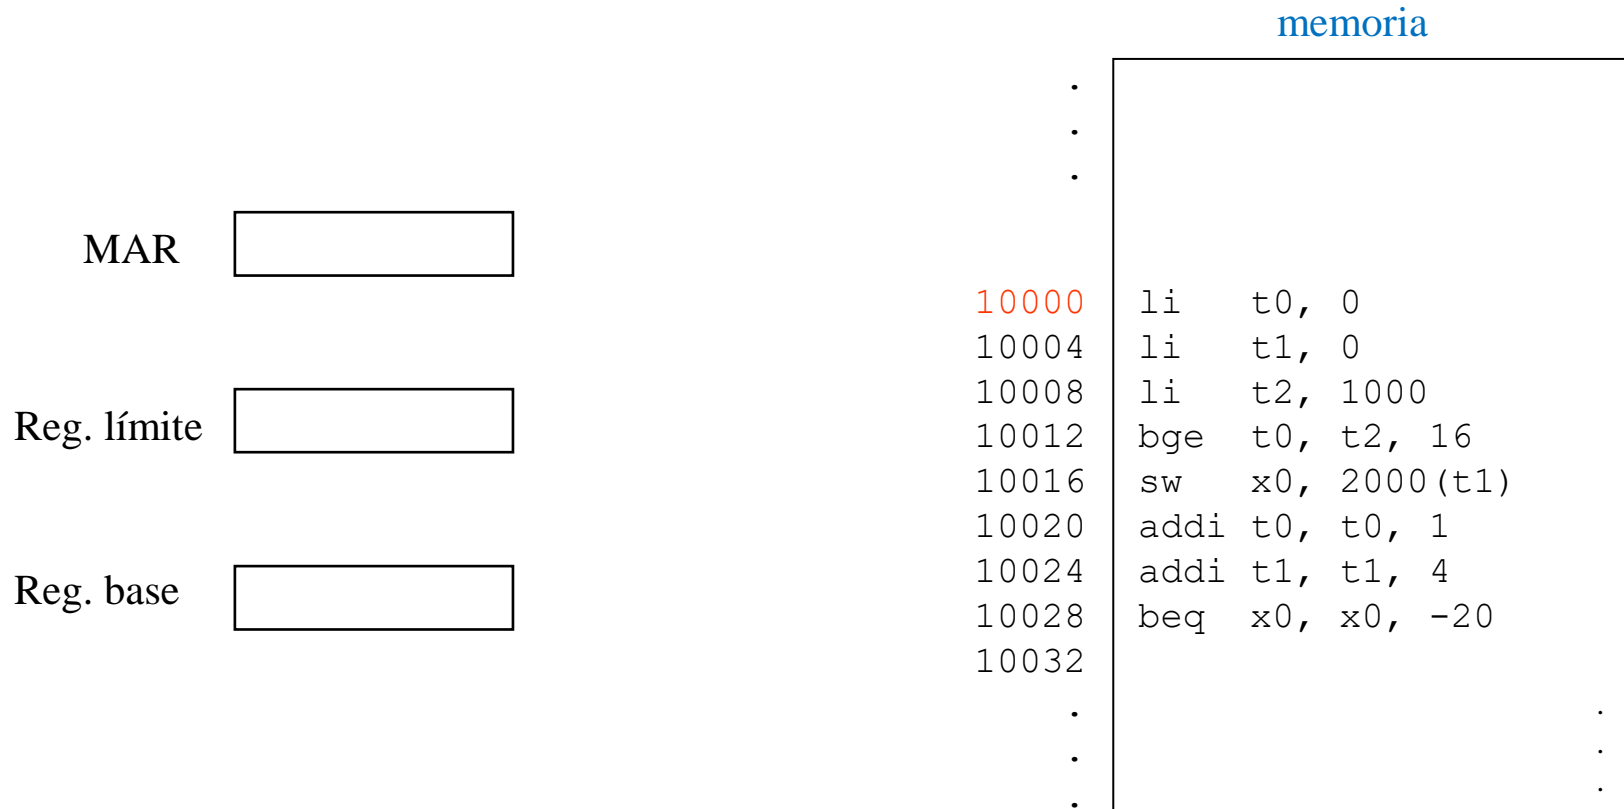 memoria
.
.
.
MAR
Reg. límite
Reg. base
10000 li t0, 0
10004 li t1, 0
10008 li t2, 1000
10012 bge t0, t2, 16
10016 sw x0, 2000(t1)
10020 addi t0, t0, 1
10024 addi t1, t1, 4
10028 beq x0, x0, -20
10032
. .
. .
. .